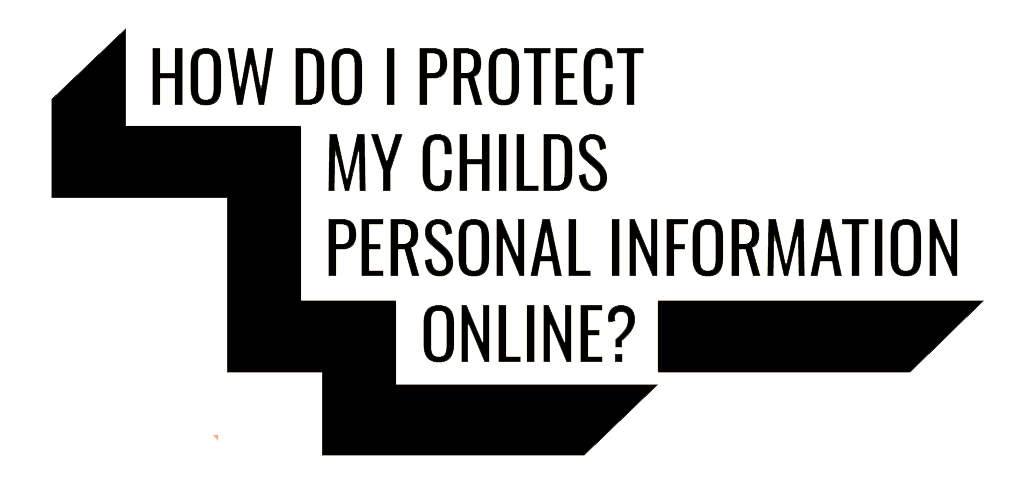 HOW DO I PROTECT
MY CHILDS
PERSONAL INFORMATION
ONLINE?